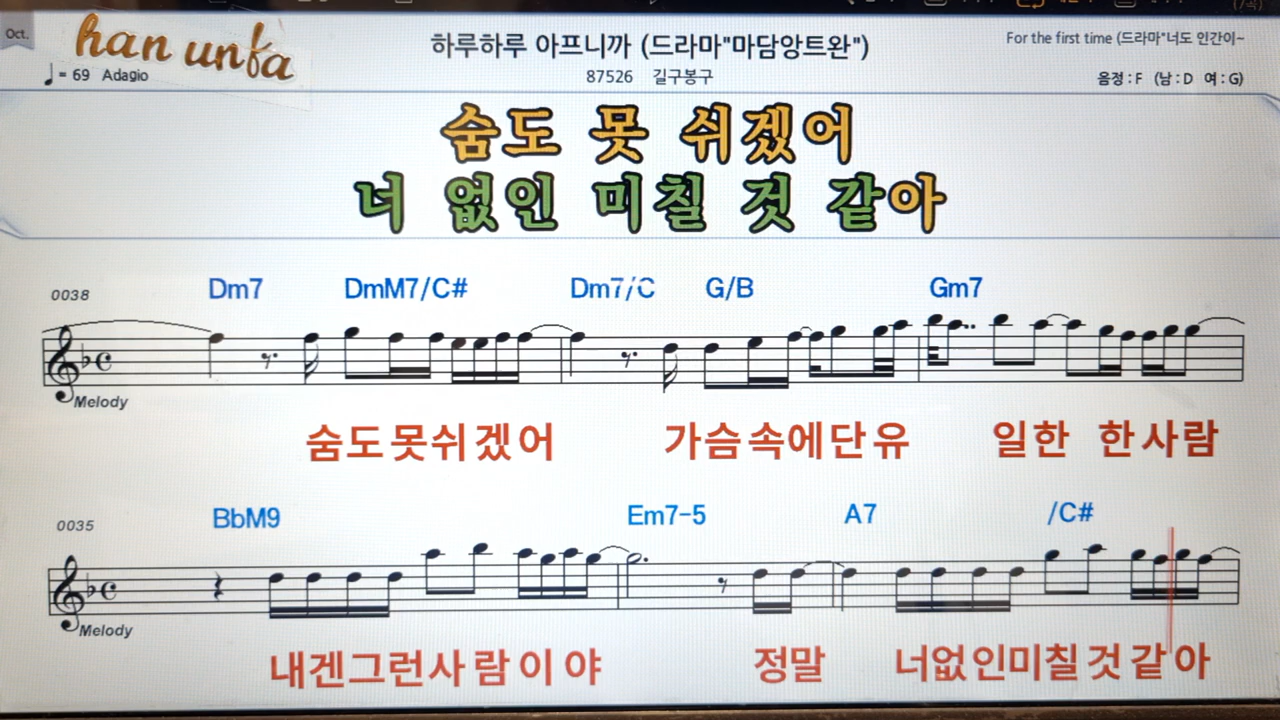 Oct.
han unfa
♩= 69 Adagio
하루하루 아프니까 (드라마"마담앙트완")
87526 길구봉구
For the first time (드라마"너도 인간이~
음정 : F (남 : D 여 : G)
숨도 못 쉬겠어
너 없인 미칠 것 같아
0038
Dm7 DmM7/C# Dm7/C G/B Gm7
Melody
숨도못쉬겠어 가슴속에단유 일한 한사람
0035
BbM9 Em7-5 A7 /C#
Melody
내겐그런사람이야 정말 너없인미칠것같아